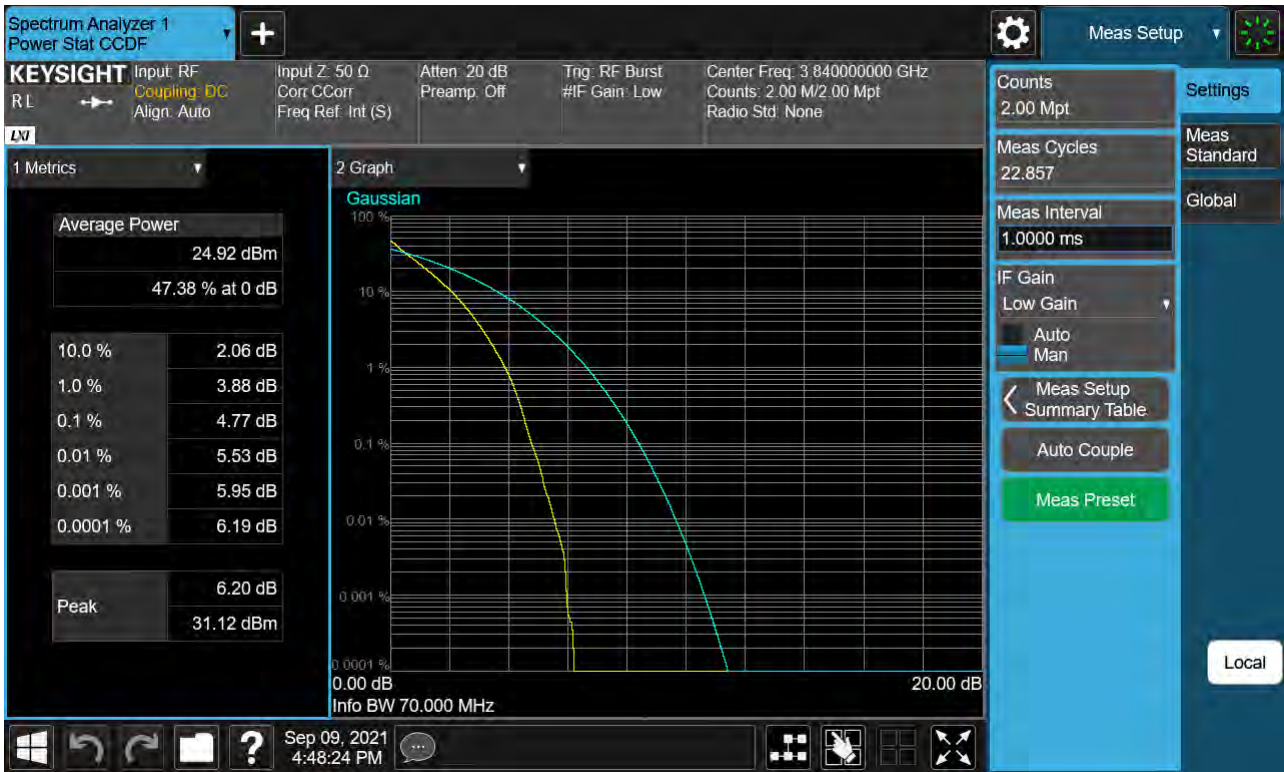 Spectrum Analyzer 1
Power Stat CCDF
+
Meas Setup
KEYSIGHT
RL
LXI
Input: RF
Coupling: DC
Align: Auto
Input Z: 50 Ω
Corr CCorr
Freq Ref: Int (S)
Atten: 20 dB
Preamp: Off
Trig: RF Burst
#IF Gain: Low
Center Freq: 3.840000000 GHz
Counts: 2.00 M/2.00 Mpt
Radio Std: None
1 Metrics
Average Power
24.92 dBm
47.38 % at 0 dB
10.0 % 2.06 dB
1.0 % 3.88 dB
0.1 % 4.77 dB
0.01 % 5.53 dB
0.001 % 5.95 dB
0.0001 % 6.19 dB
Peak
6.20 dB
31.12 dBm
2 Graph
Gaussian
100 %
10 %
1 %
0.1 %
0.01 %
0.001 %
0.0001 %
0.00 dB 20.00 dB
Info BW 70.000 MHz
Counts
2.00 Mpt
Meas Cycles
22.857
Meas Interval
1.0000 ms
IF Gain
Low Gain
Auto
Man
Meas Setup
Summary Table
Auto Couple
Meas Preset
Settings
Meas
Standard
Global
Local
?
Sep 09, 2021
4:48:24 PM